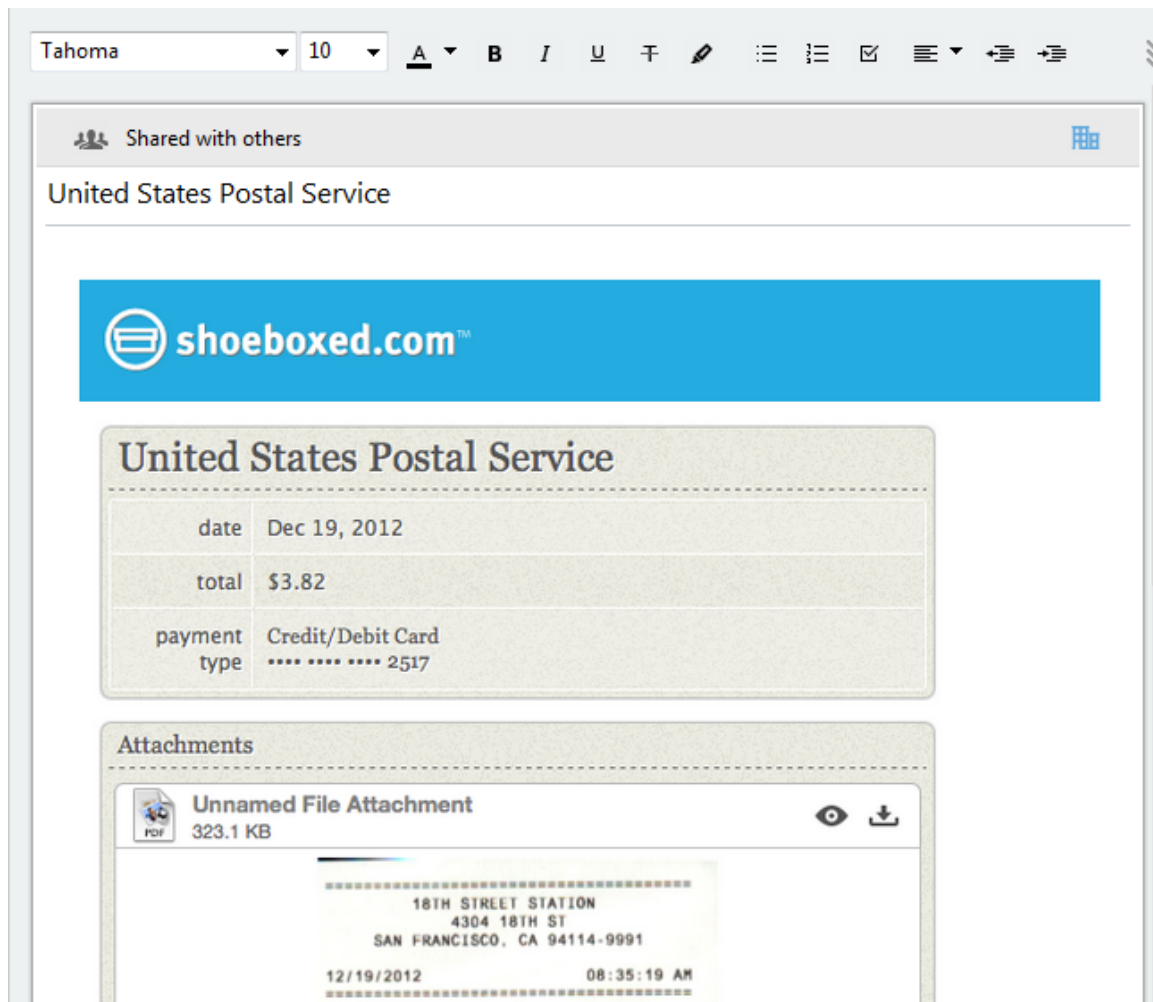 Tahoma 10 A B I U T
Shared with others
United States Postal Service
shoeboxed.com™
United States Postal Service
date Dec 19, 2012
total $3.82
payment type Credit/Debit Card
•••• •••• •••• 2517
Attachments
Unnamed File Attachment
PDF 323.1 KB
========================================
18TH STREET STATION
4304 18TH ST
SAN FRANCISCO, CA 94114-9991
12/19/2012 08:35:19 AM
========================================